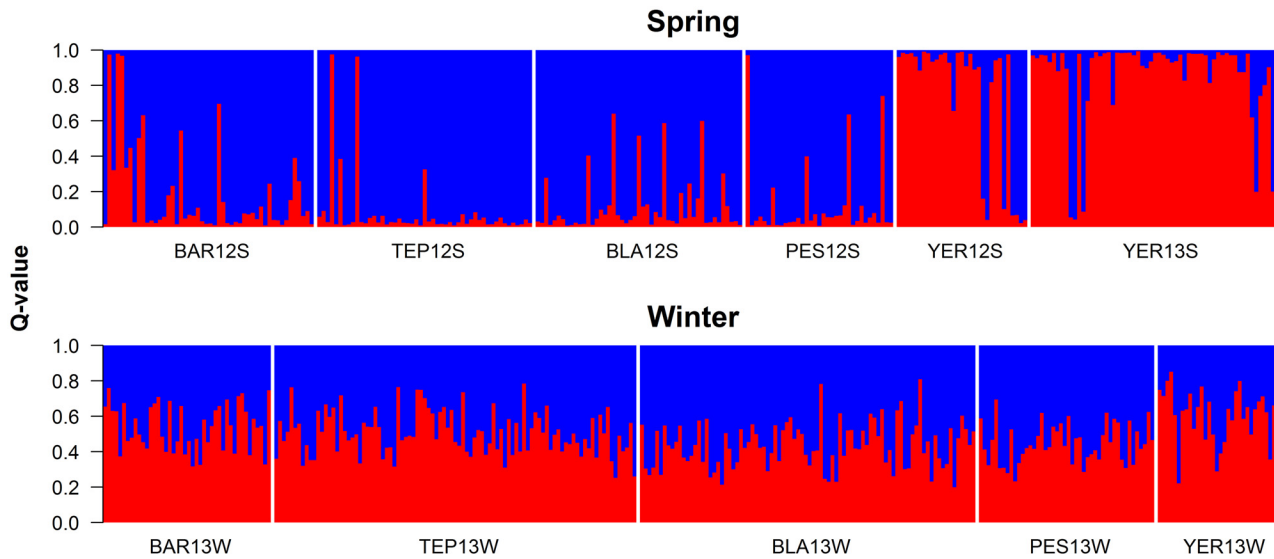 Spring
1.0
0.8
0.6
0.4
0.2
0.0
BAR12S TEP12S BLA12S PES12S YER12S YER13S
Q-value
Winter
1.0
0.8
0.6
0.4
0.2
0.0
BAR13W TEP13W BLA13W PES13W YER13W